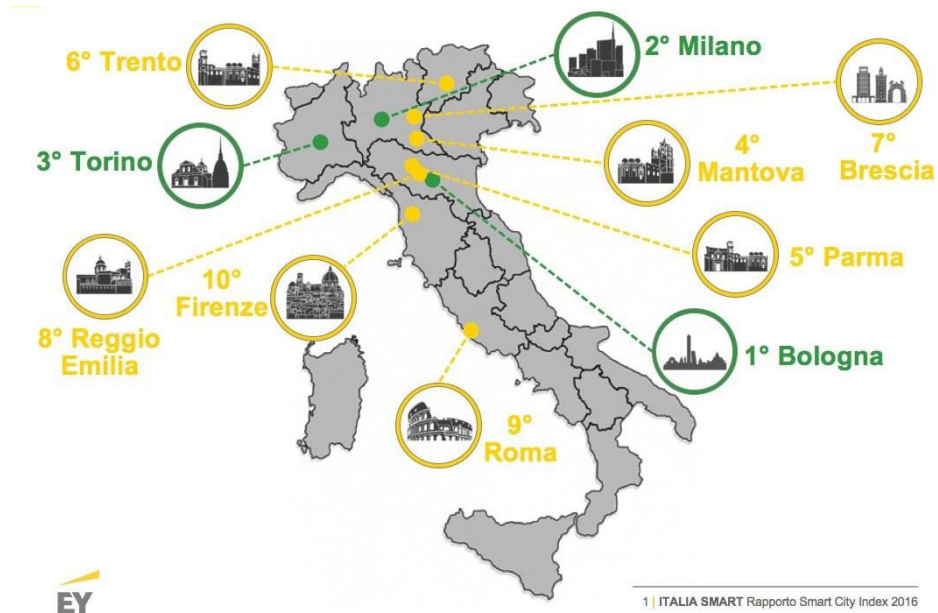 6° Trento
2° Milano
3° Torino
4°
Mantova
7°
Brescia
5° Parma
10°
Firenze
8° Reggio
Emilia
1° Bologna
9°
Roma
EY
1 | ITALIA SMART Rapporto Smart City Index 2016